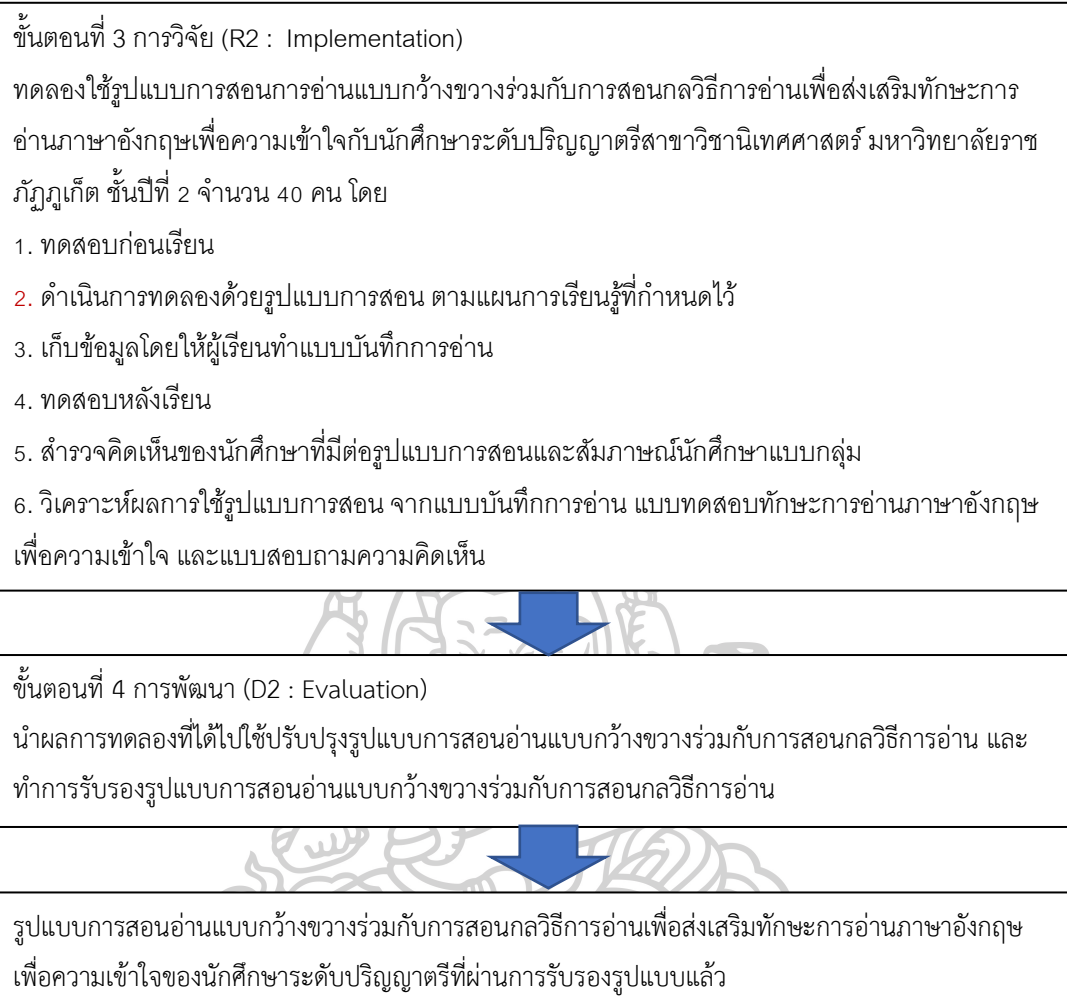 ขั้นตอนที่ 3 การวิจัย (R2 :  Implementation)
ทดลองใช้รูปแบบการสอนการอ่านแบบกว้างขวางร่วมกับการสอนกลวิธีการอ่านเพื่อส่งเสริมทักษะการ
อ่านภาษาอังกฤษเพื่อความเข้าใจกับนักศึกษาระดับปริญญาตรีสาขาวิชานิเทศศาสตร์ มหาวิทยาลัยราช
ภัฏภูเก็ต ชั้นปีที่ 2 จำนวน 40 คน โดย
1. ทดสอบก่อนเรียน
2. ดำเนินการทดลองด้วยรูปแบบการสอน ตามแผนการเรียนรู้ที่กำหนดไว้
3. เก็บข้อมูลโดยให้ผู้เรียนทำแบบบันทึกการอ่าน
4. ทดสอบหลังเรียน
5. สำรวจคิดเห็นของนักศึกษาที่มีต่อรูปแบบการสอนและสัมภาษณ์นักศึกษาแบบกลุ่ม
6. วิเคราะห์ผลการใช้รูปแบบการสอน จากแบบบันทึกการอ่าน แบบทดสอบทักษะการอ่านภาษาอังกฤษ
เพื่อความเข้าใจ และแบบสอบถามความคิดเห็น
ขั้นตอนที่ 4 การพัฒนา (D2 : Evaluation)
นำผลการทดลองที่ได้ไปใช้ปรับปรุงรูปแบบการสอนอ่านแบบกว้างขวางร่วมกับการสอนกลวิธีการอ่าน และ
ทำการรับรองรูปแบบการสอนอ่านแบบกว้างขวางร่วมกับการสอนกลวิธีการอ่าน
รูปแบบการสอนอ่านแบบกว้างขวางร่วมกับการสอนกลวิธีการอ่านเพื่อส่งเสริมทักษะการอ่านภาษาอังกฤษ
เพื่อความเข้าใจของนักศึกษาระดับปริญญาตรีที่ผ่านการรับรองรูปแบบแล้ว